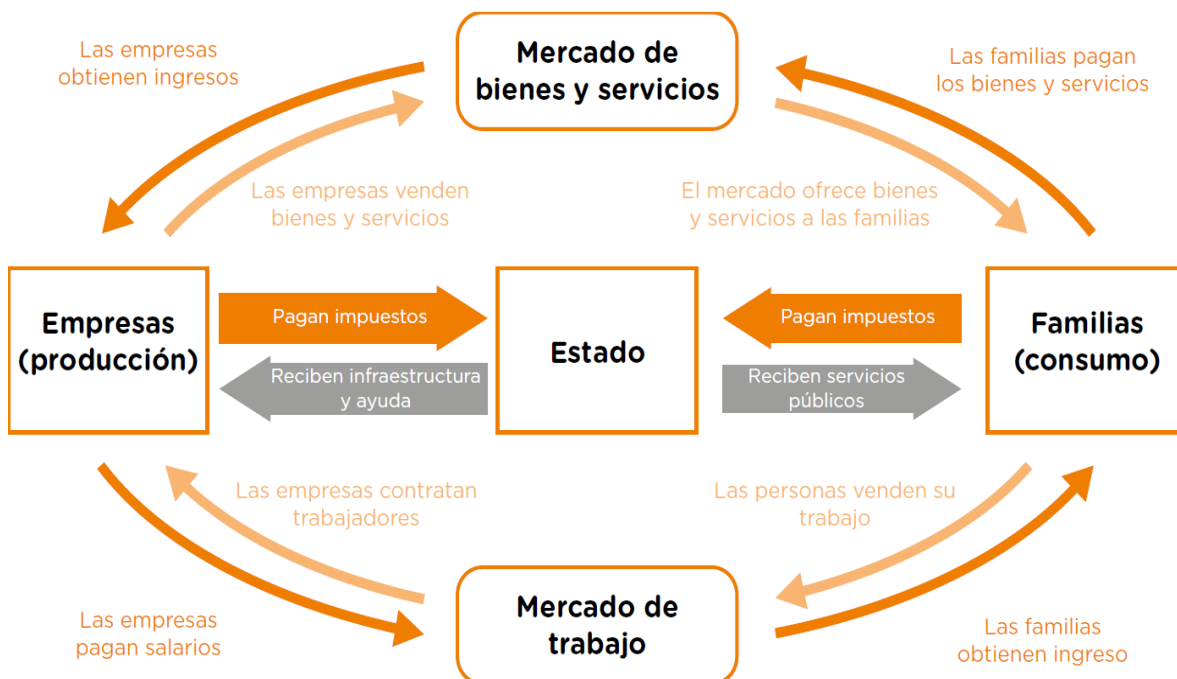 Mercado de
bienes y servicios
Las empresas
obtienen ingresos
Las familias pagan
los bienes y servicios
Las empresas venden
bienes y servicios
El mercado ofrece bienes
y servicios a las familias
Empresas
(producción)
Pagan impuestos
Reciben infraestructura
y ayuda
Estado
Pagan impuestos
Reciben servicios
públicos
Familias
(consumo)
Las empresas contratan
trabajadores
Las personas venden su
trabajo
Las empresas
pagan salarios
Mercado de
trabajo
Las familias
obtienen ingreso